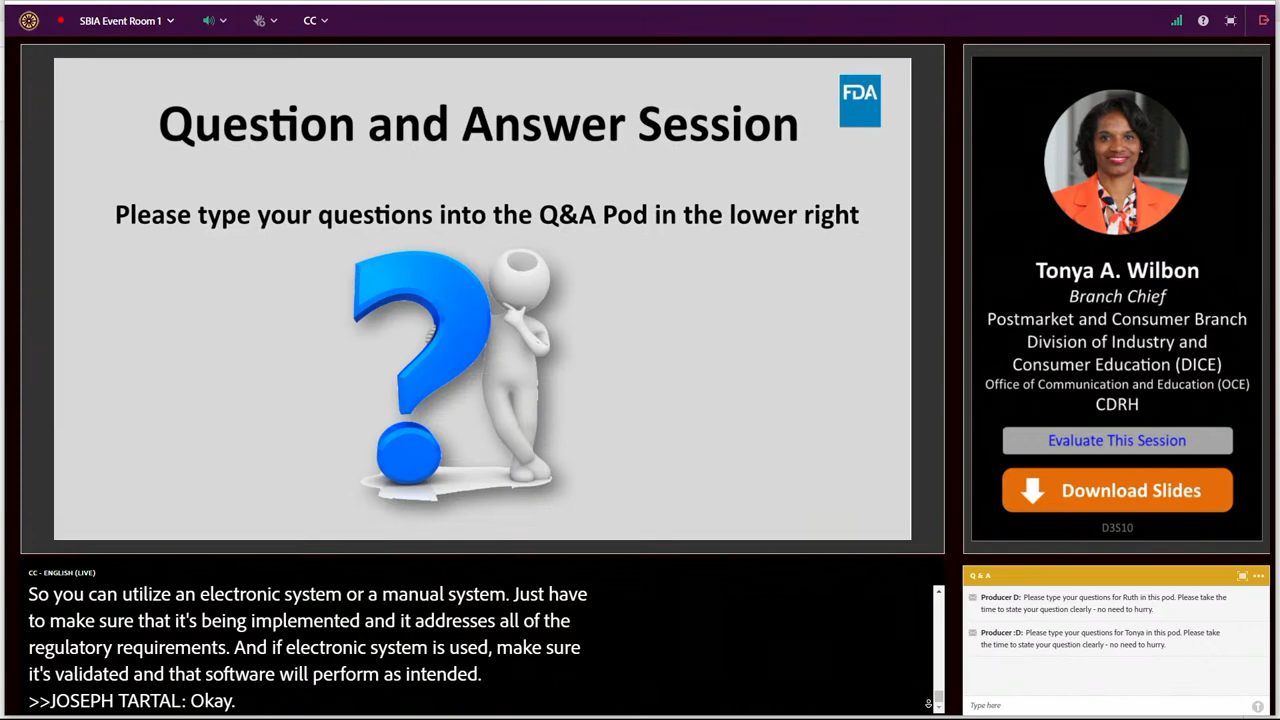 SBIA Event Room 1
CC
FDA
Question and Answer Session
Please type your questions into the Q&A Pod in the lower right
Tonya A. Wilbon
Branch Chief
Postmarket and Consumer Branch
Division of Industry and
Consumer Education (DICE)
Office of Communication and Education (OCE)
CDRH
Evaluate This Session
Download Slides
D3S10
CC - ENGLISH (LIVE)
So you can utilize an electronic system or a manual system. Just have
to make sure that it's being implemented and it addresses all of the
regulatory requirements. And if electronic system is used, make sure
it's validated and that software will perform as intended.
>>JOSEPH TARTAL: Okay.
Q & A
Producer D: Please type your questions for Ruth in this pod. Please take the
time to state your question clearly - no need to hurry.
Producer :D: Please type your questions for Tonya in this pod. Please take
the time to state your question clearly - no need to hurry.
Type here